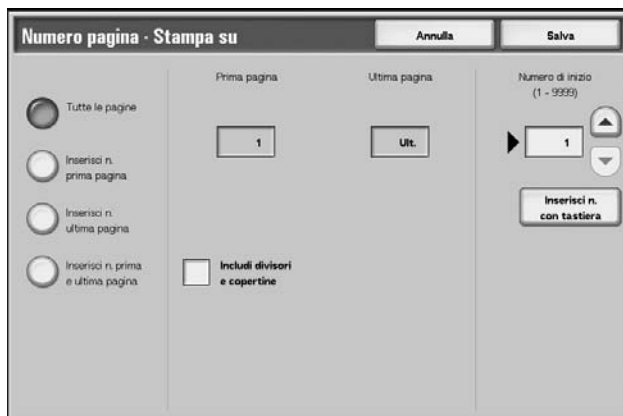 Numero pagina · Stampa su
Annulla
Salva
Tutte le pagine
Inserisci n.
prima pagina
Inserisci n.
ultima pagina
Inserisci n. prima
e ultima pagina
Prima pagina
1
Ultima pagina
Ult.
Includi divisori
e copertine
Numero di inizio
(1 - 9999)
1
Inserisci n.
con tastiera